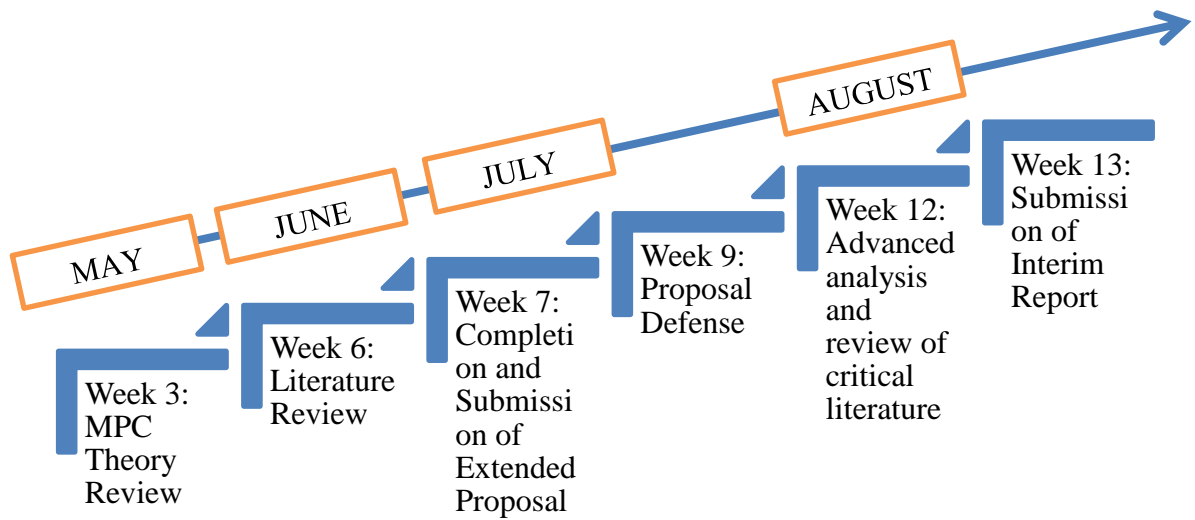 MAY
JUNE
JULY
AUGUST
Week 3:
MPC
Theory
Review
Week 6:
Literature
Review
Week 7:
Completi
on and
Submissi
on of
Extended
Proposal
Week 9:
Proposal
Defense
Week 12:
Advanced
analysis
and
review of
critical
literature
Week 13:
Submissi
on of
Interim
Report